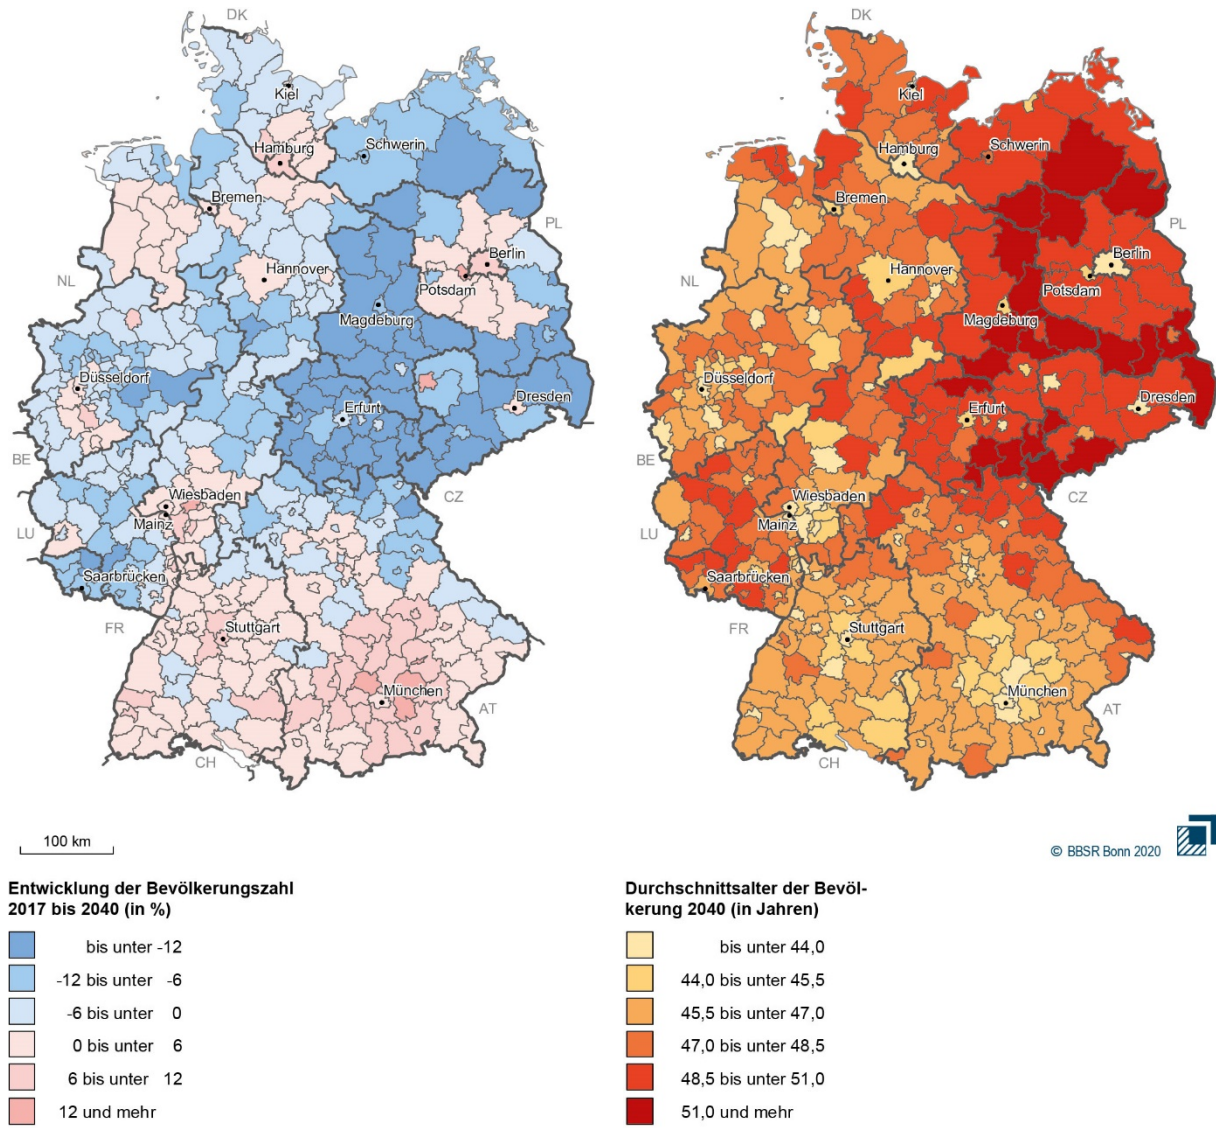 DK
Kiel
Schwerin
Hamburg
Bremen
PL
Berlin
Hannover
NL
Potsdam
Magdeburg
Düsseldorf
Erfurt
Dresden
BE
Wiesbaden
CZ
Mainz
LU
Saarbrücken
FR
Stuttgart
München
AT
CH
DK
Kiel
Schwerin
Hamburg
Bremen
PL
Berlin
Hannover
NL
Potsdam
Magdeburg
Düsseldorf
Erfurt
Dresden
BE
Wiesbaden
CZ
Mainz
LU
Saarbrücken
FR
Stuttgart
München
AT
CH
100 km
© BBSR Bonn 2020
Entwicklung der Bevölkerungszahl
2017 bis 2040 (in %)
bis unter -12
-12 bis unter -6
-6 bis unter 0
0 bis unter 6
6 bis unter 12
12 und mehr
Durchschnittsalter der Bevöl-
kerung 2040 (in Jahren)
bis unter 44,0
44,0 bis unter 45,5
45,5 bis unter 47,0
47,0 bis unter 48,5
48,5 bis unter 51,0
51,0 und mehr